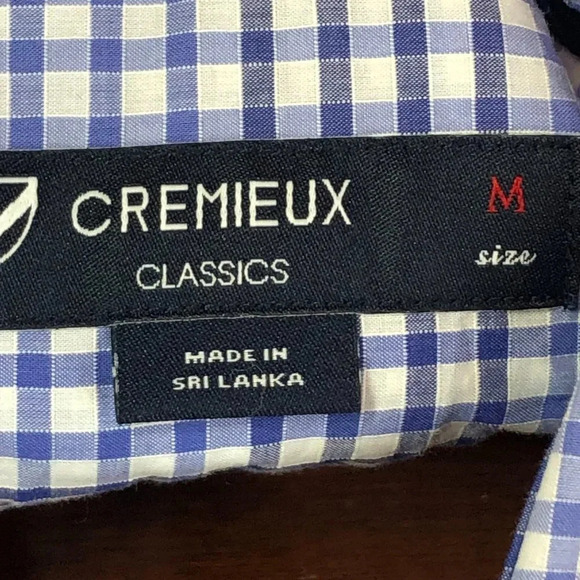 CREMIEUX
CLASSICS
M
size
MADE IN
SRI LANKA